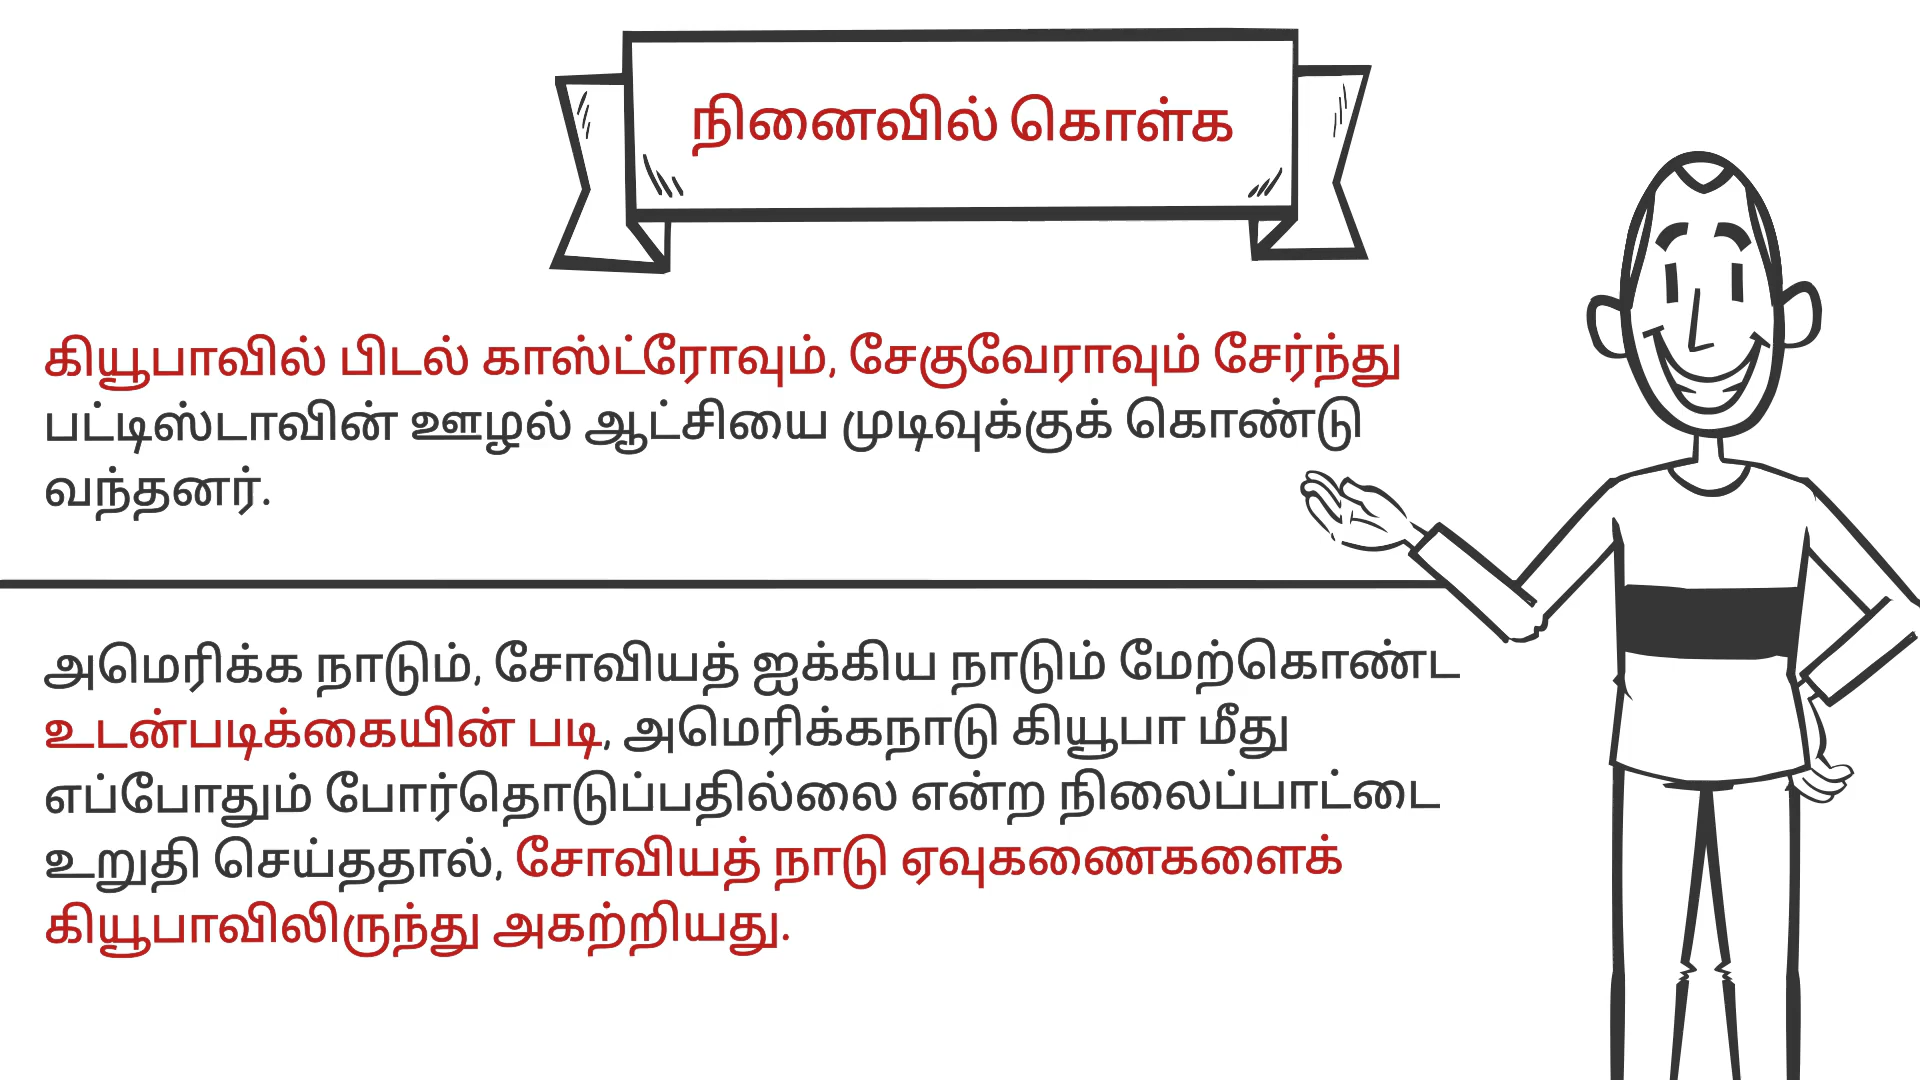 நினைவில் கொள்க
கியூபாவில் பிடல் காஸ்ட்ரோவும், சேகுவேராவும் சேர்ந்து
பட்டிஸ்டாவின் ஊழல் ஆட்சியை முடிவுக்குக் கொண்டு
வந்தனர்.
அமெரிக்க நாடும், சோவியத் ஐக்கிய நாடும் மேற்கொண்ட
உடன்படிக்கையின் படி, அமெரிக்கநாடு கியூபா மீது
எப்போதும் போர்தொடுப்பதில்லை என்ற நிலைப்பாட்டை
உறுதி செய்ததால், சோவியத் நாடு ஏவுகணைகளைக்
கியூபாவிலிருந்து அகற்றியது.